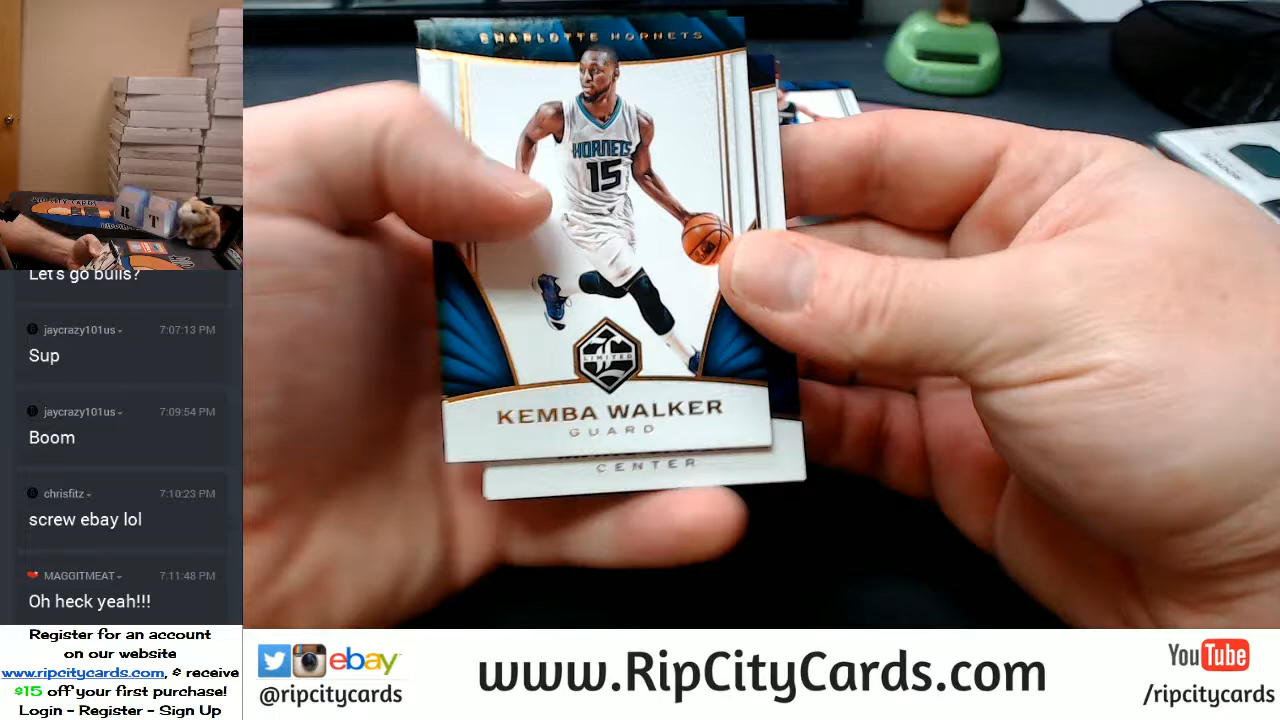 Let's go bulls?
jaycrazy101us
7:07:13 PM
Sup
jaycrazy101us
7:09:54 PM
Boom
chrisfitz
7:10:23 PM
screw ebay lol
MAGGITMEAT
7:11:48 PM
Oh heck yeah!!!
Register for an account
on our website
www.ripcitycards.com, & receive
$15 off your first purchase!
Login - Register - Sign Up
CHARLOTTE HORNETS
HORNETS
15
LIMITED
KEMBA WALKER
GUARD
CENTER
R T
ebay
@ripcitycards
www.RipCityCards.com
YouTube
/ripcitycards